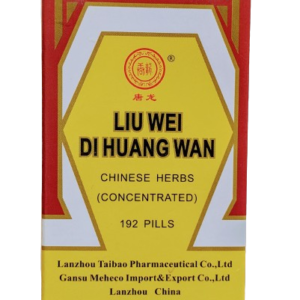 ®
唐龙
LIU WEI
DI HUANG WAN
CHINESE HERBS
(CONCENTRATED)
192 PILLS
Lanzhou Taibao Pharmaceutical Co.,Ltd
Gansu Meheco Import&Export Co.,Ltd
Lanzhou China